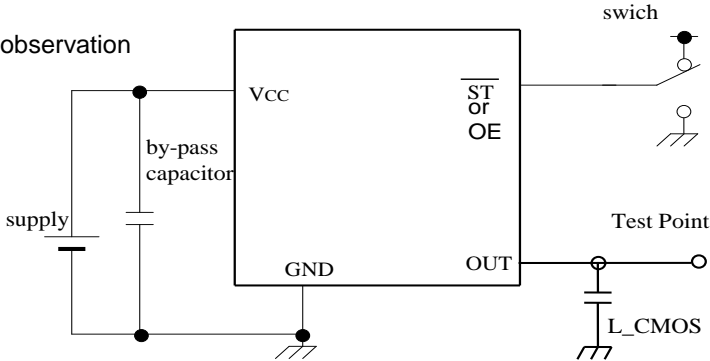 swich
observation
VCC
ST
or
OE
by-pass
capacitor
supply
Test Point
GND
OUT
L_CMOS